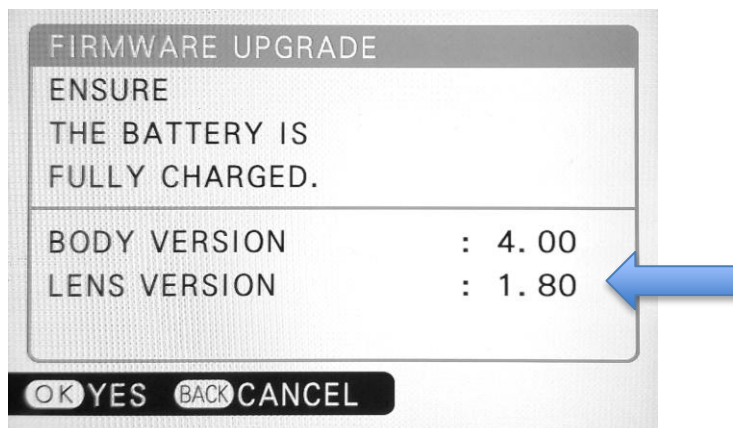 FIRMWARE UPGRADE
ENSURE
THE BATTERY IS
FULLY CHARGED.
BODY VERSION : 4.00
LENS VERSION : 1.80
OK YES BACK CANCEL